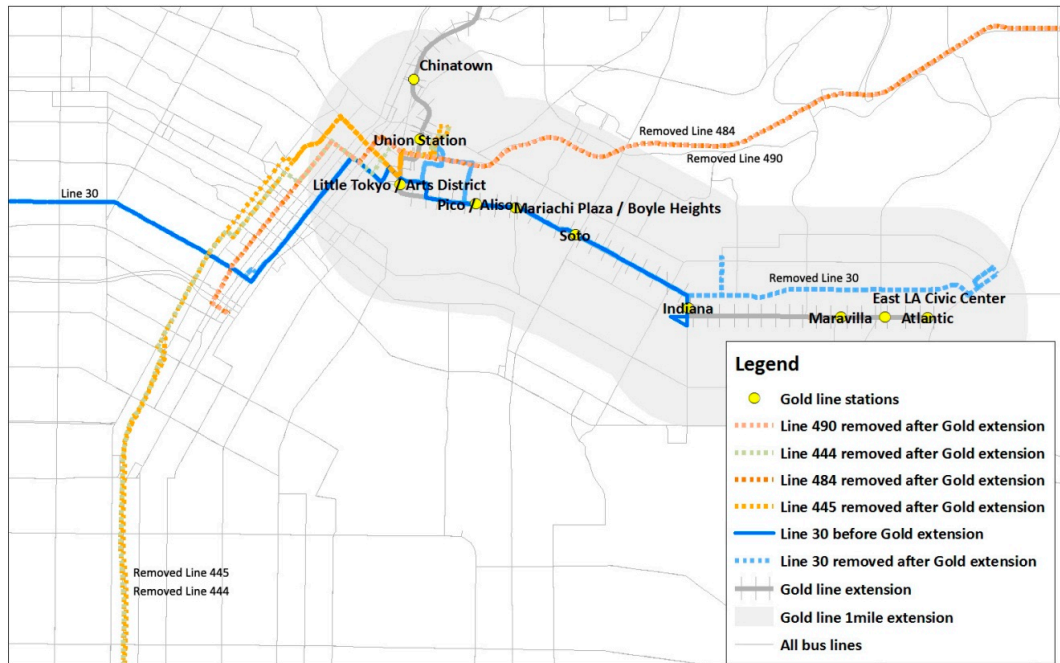 Chinatown
Removed Line 484
Union Station
Removed Line 490
Line 30
Little Tokyo / Arts District
Pico / Aliso
Mariachi Plaza / Boyle Heights
Soto
Removed Line 30
East LA Civic Center
Indiana
Maravilla
Atlantic
Legend
Gold line stations
Line 490 removed after Gold extension
Line 444 removed after Gold extension
Line 484 removed after Gold extension
Line 445 removed after Gold extension
Line 30 before Gold extension
Line 30 removed after Gold extension
Gold line extension
Gold line 1mile extension
All bus lines
Removed Line 445
Removed Line 444